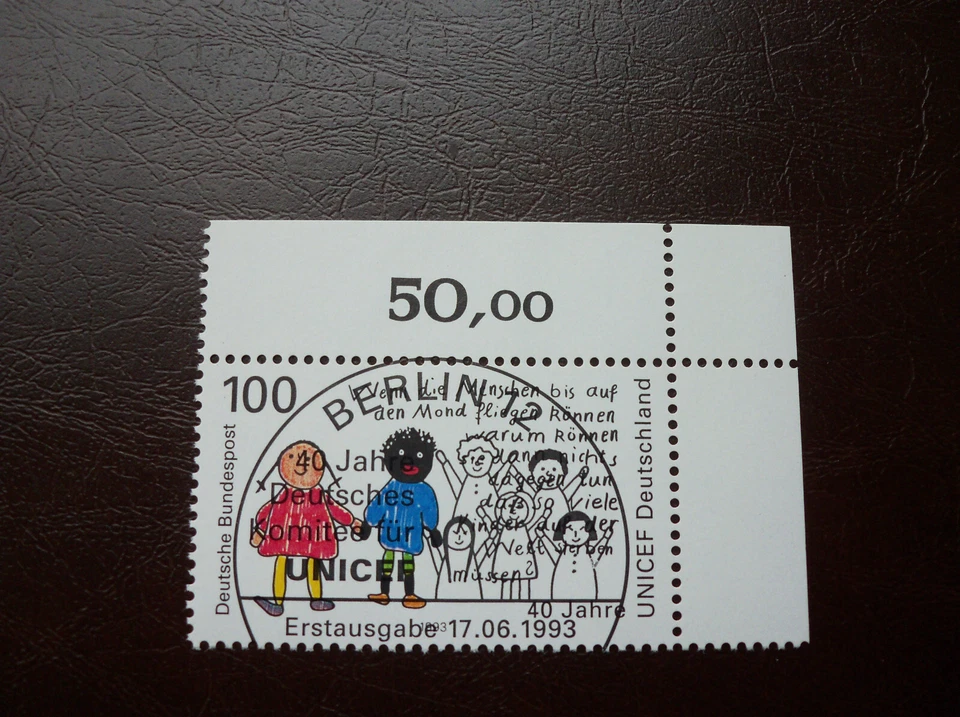 50,00
100
Deutsche Bundespost
BERLIN 12
Wenn die Menschen bis auf
den Mond fliegen können
warum können
dann nichts
dagegen tun
daß so viele
Kinder auf der
Welt sterben
müssen?
40 Jahre
Deutsches
Komitee für
UNICEF
UNICEF Deutschland
40 Jahre
1993
Erstausgabe 17.06.1993